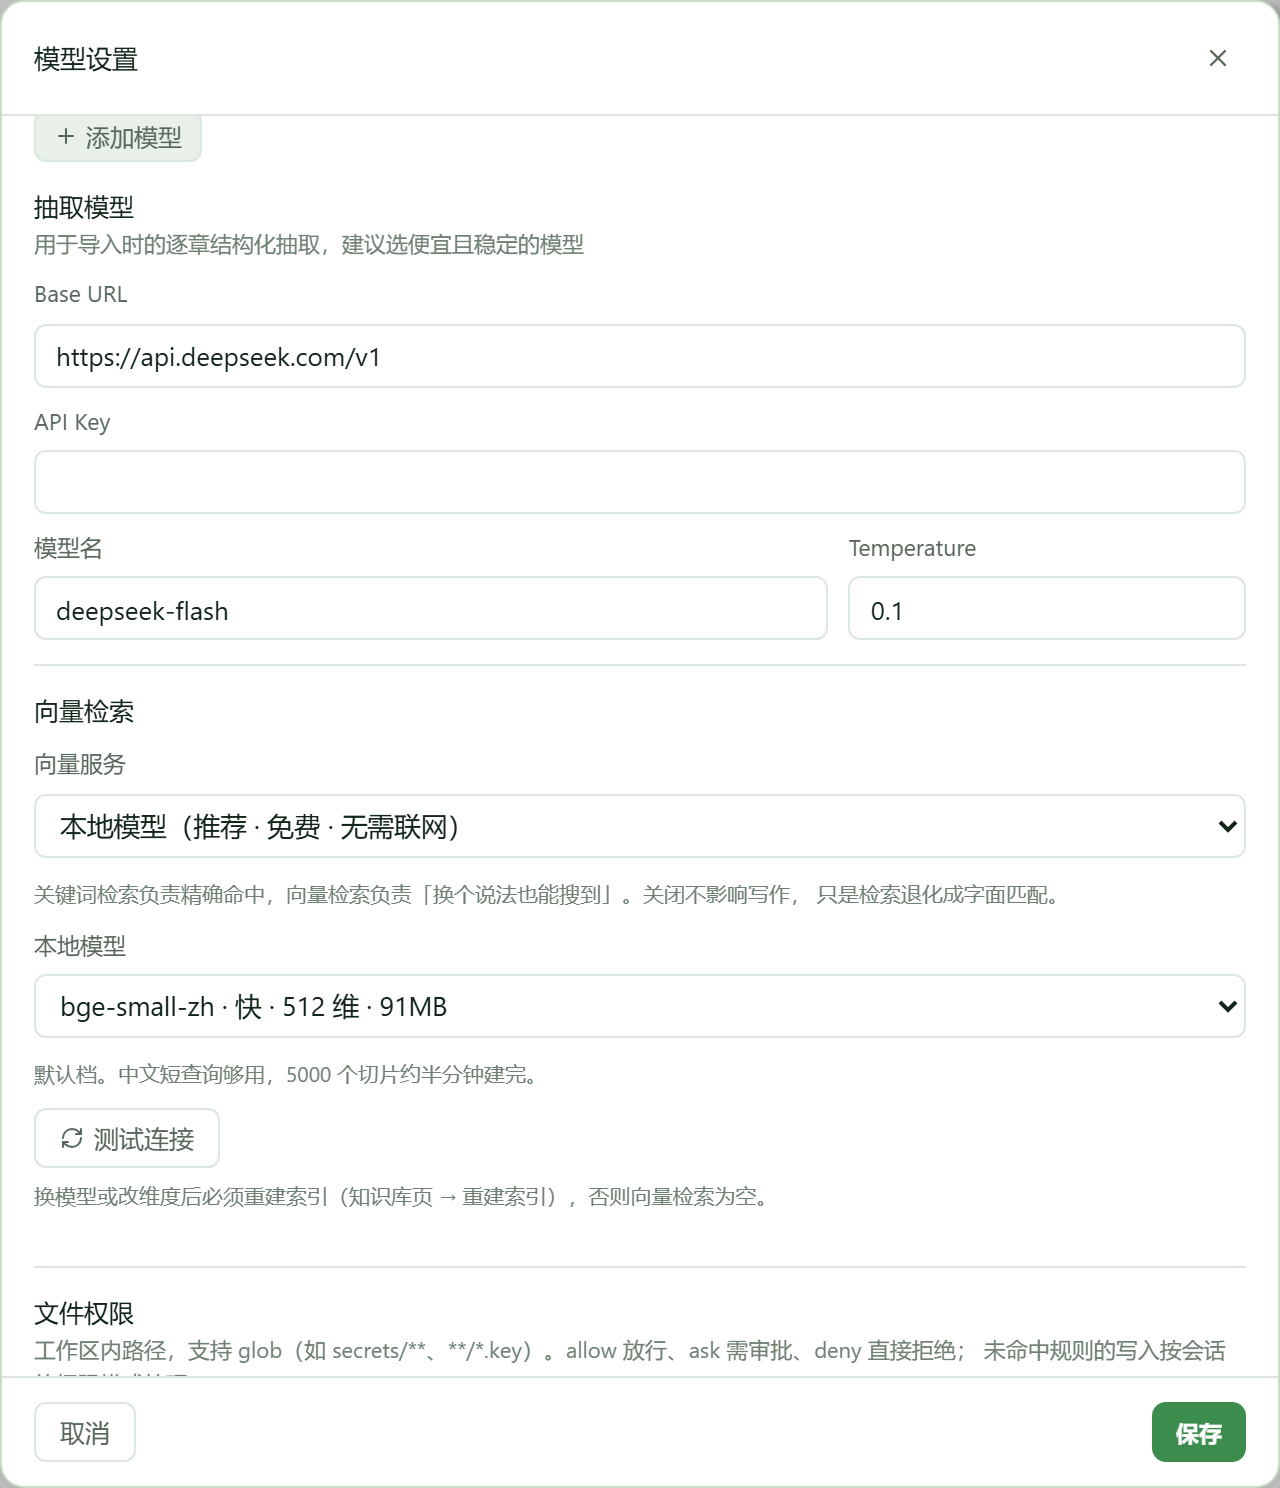 模型设置
+ 添加模型
抽取模型
用于导入时的逐章结构化抽取，建议选便宜且稳定的模型
Base URL
https://api.deepseek.com/v1
API Key
模型名
Temperature
deepseek-flash
0.1
向量检索
向量服务
本地模型（推荐 · 免费 · 无需联网）
关键词检索负责精确命中，向量检索负责「换个说法也能搜到」。关闭不影响写作， 只是检索退化成字面匹配。
本地模型
bge-small-zh · 快 · 512 维 · 91MB
默认档。中文短查询够用，5000 个切片约半分钟建完。
测试连接
换模型或改维度后必须重建索引（知识库页 → 重建索引），否则向量检索为空。
文件权限
工作区内路径，支持 glob（如 secrets/**、**/*.key）。allow 放行、ask 需审批、deny 直接拒绝； 未命中规则的写入按会话
取消
保存